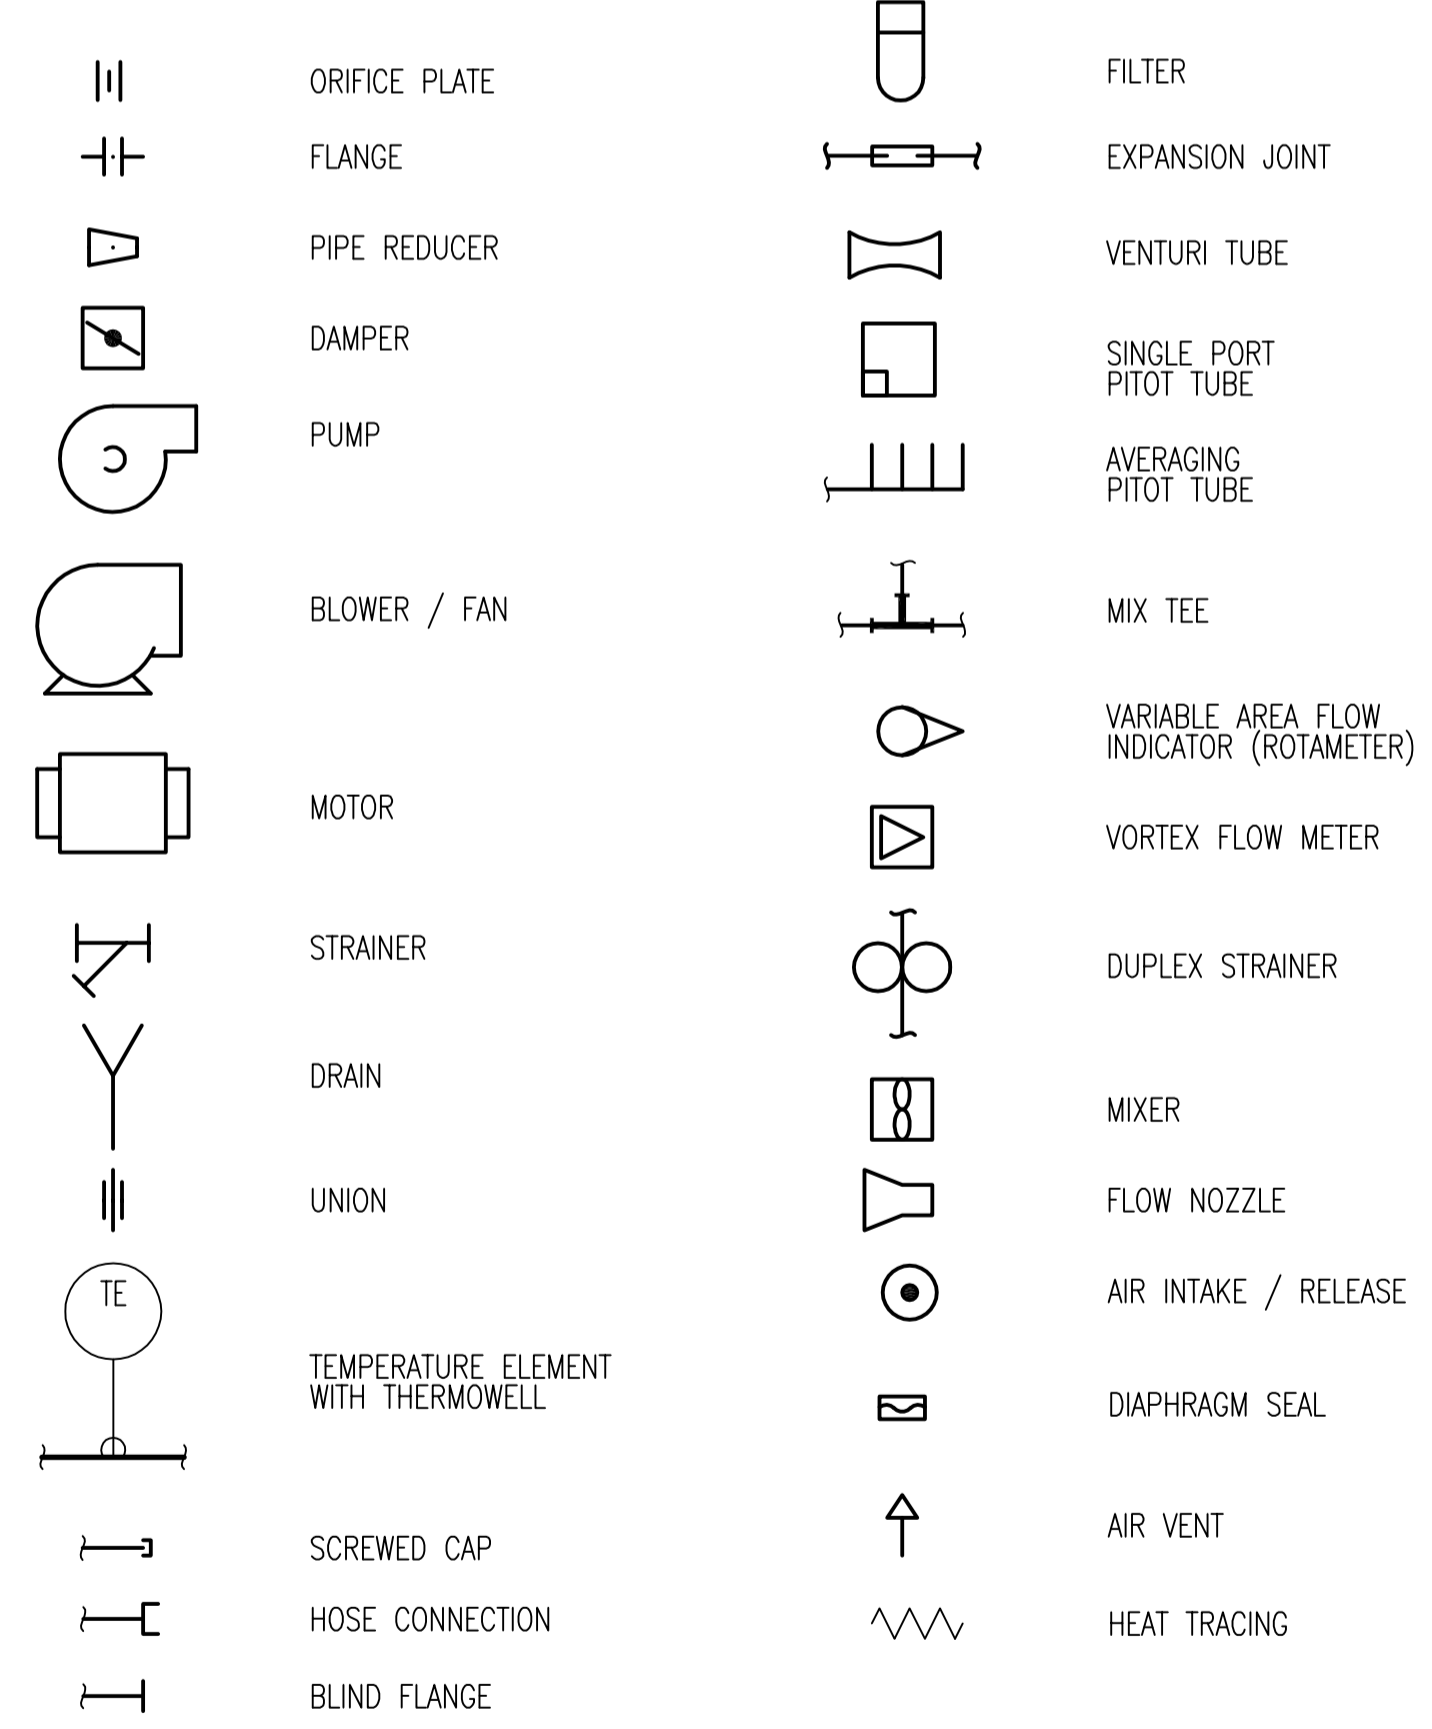 ORIFICE PLATE
FLANGE
PIPE REDUCER
DAMPER
PUMP
BLOWER / FAN
MOTOR
STRAINER
DRAIN
UNION
TE
TEMPERATURE ELEMENT
WITH THERMOWELL
SCREWED CAP
HOSE CONNECTION
BLIND FLANGE
FILTER
EXPANSION JOINT
VENTURI TUBE
SINGLE PORT
PITOT TUBE
AVERAGING
PITOT TUBE
MIX TEE
VARIABLE AREA FLOW
INDICATOR (ROTAMETER)
VORTEX FLOW METER
DUPLEX STRAINER
MIXER
FLOW NOZZLE
AIR INTAKE / RELEASE
DIAPHRAGM SEAL
AIR VENT
HEAT TRACING